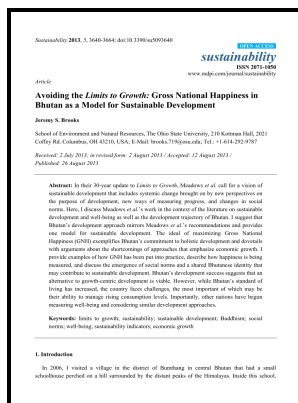 Sustainability 2013, 5, 3640-3664; doi:10.3390/su5093640
OPEN ACCESS
sustainability
ISSN 2071-1050
www.mdpi.com/journal/sustainability
Article
Avoiding the Limits to Growth: Gross National Happiness in
Bhutan as a Model for Sustainable Development
Jeremy S. Brooks
School of Environment and Natural Resources, The Ohio State University, 210 Kottman Hall, 2021
Coffey Rd. Columbus, OH 43210, USA; E-Mail: brooks.719@osu.edu; Tel.: +1-614-292-9787
Received: 2 July 2013; in revised form: 2 August 2013 / Accepted: 12 August 2013 /
Published: 26 August 2013
Abstract: In their 30-year update to Limits to Growth, Meadows et al. call for a vision of
sustainable development that includes systemic change brought on by new perspectives on
the purpose of development, new ways of measuring progress, and changes in social
norms. Here, I discuss Meadows et al.'s work in the context of the literature on sustainable
development and well-being as well as the development trajectory of Bhutan. I suggest that
Bhutan's development approach mirrors Meadows et al.'s recommendations and provides
one model for sustainable development. The ideal of maximizing Gross National
Happiness (GNH) exemplifies Bhutan's commitment to holistic development and dovetails
with arguments about the shortcomings of approaches that emphasize economic growth. I
provide examples of how GNH has been put into practice, describe how happiness is being
measured, and discuss the emergence of social norms and a shared Bhutanese identity that
may contribute to sustainable development. Bhutan's development success suggests that an
alternative to growth-centric development is viable. However, while Bhutan's standard of
living has increased, the country faces challenges, the most important of which may be
their ability to manage rising consumption levels. Importantly, other nations have begun
measuring well-being and considering similar development approaches.
Keywords: limits to growth; sustainability; sustainable development; Buddhism; social
norms; well-being; sustainability indicators; economic growth
1. Introduction
In 2006, I visited a village in the district of Bumthang in central Bhutan that had a small
schoolhouse perched on a hill surrounded by the distant peaks of the Himalayas. Inside this school,